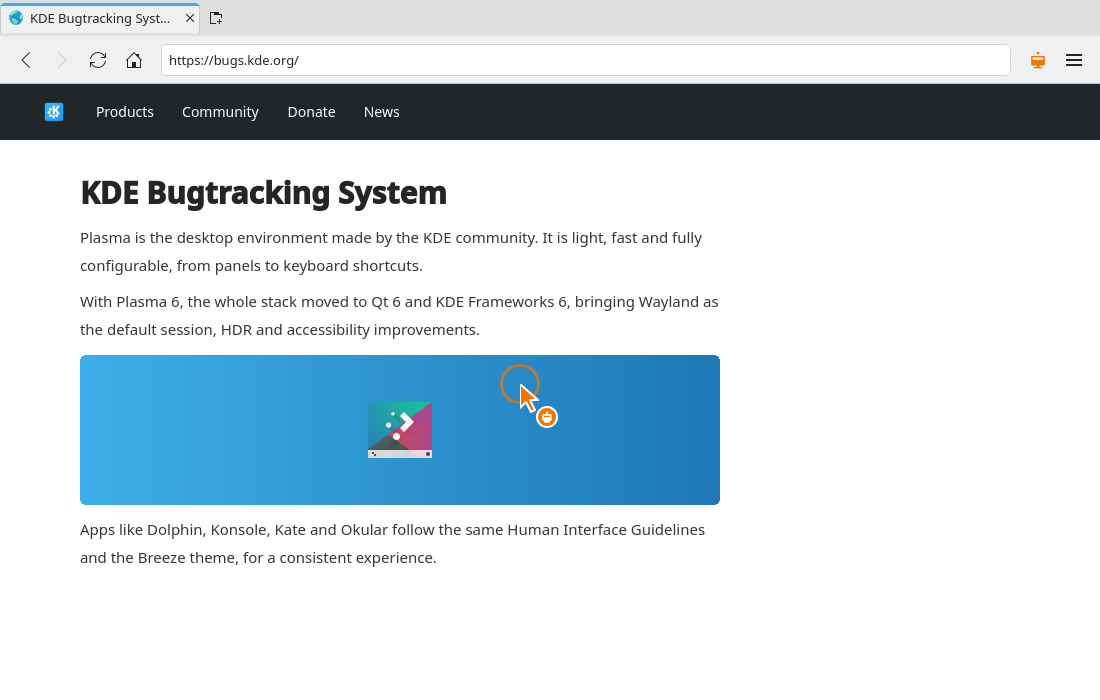 KDE Bugtracking Syst...
https://bugs.kde.org/
Products Community Donate News
KDE Bugtracking System
Plasma is the desktop environment made by the KDE community. It is light, fast and fully
configurable, from panels to keyboard shortcuts.
With Plasma 6, the whole stack moved to Qt 6 and KDE Frameworks 6, bringing Wayland as
the default session, HDR and accessibility improvements.
Apps like Dolphin, Konsole, Kate and Okular follow the same Human Interface Guidelines
and the Breeze theme, for a consistent experience.